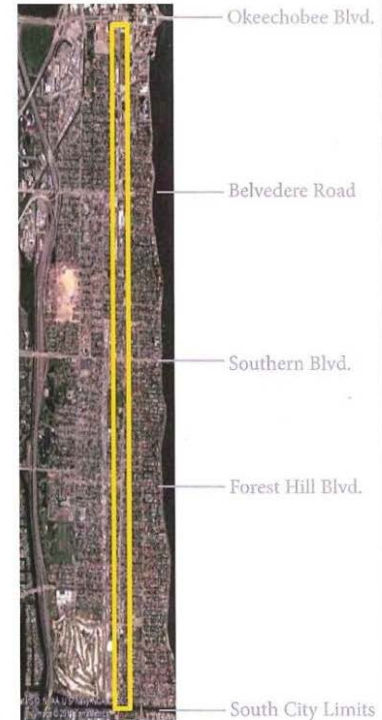 Okeechobee Blvd.
Belvedere Road
Southern Blvd.
Forest Hill Blvd.
South City Limits